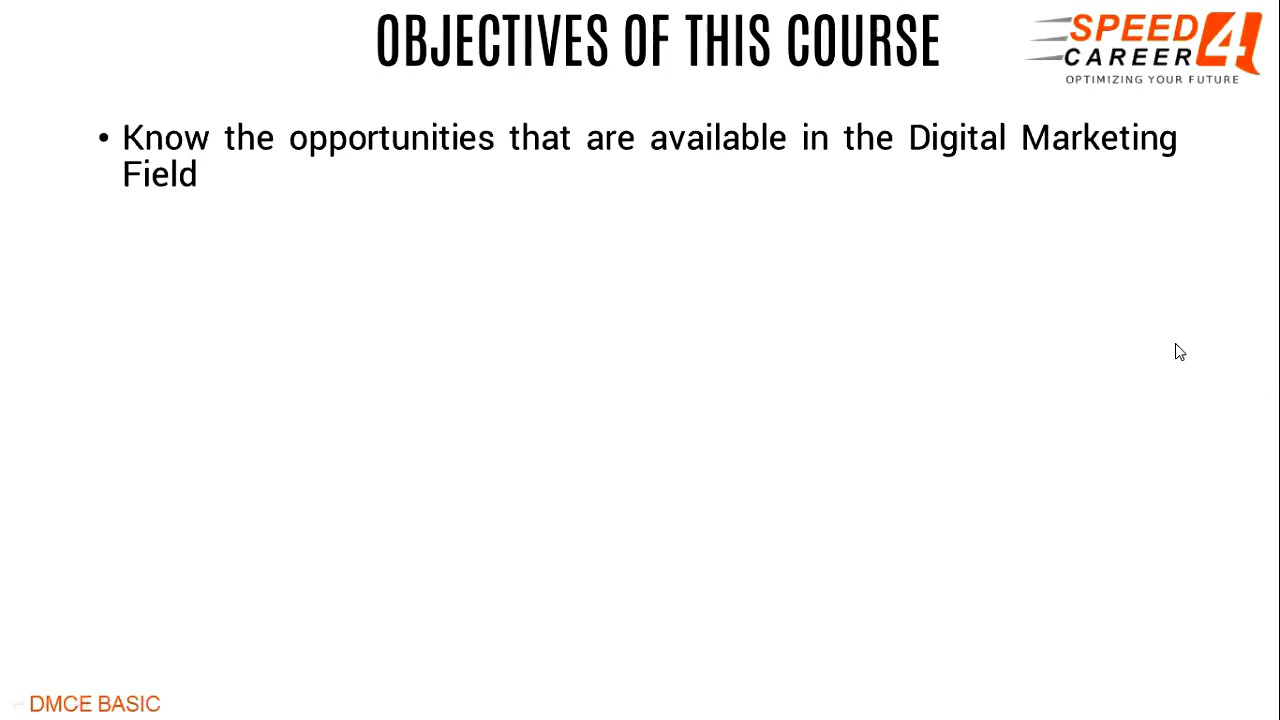 OBJECTIVES OF THIS COURSE
SPEED 4
CAREER
OPTIMIZING YOUR FUTURE
• Know the opportunities that are available in the Digital Marketing
Field
DMCE BASIC